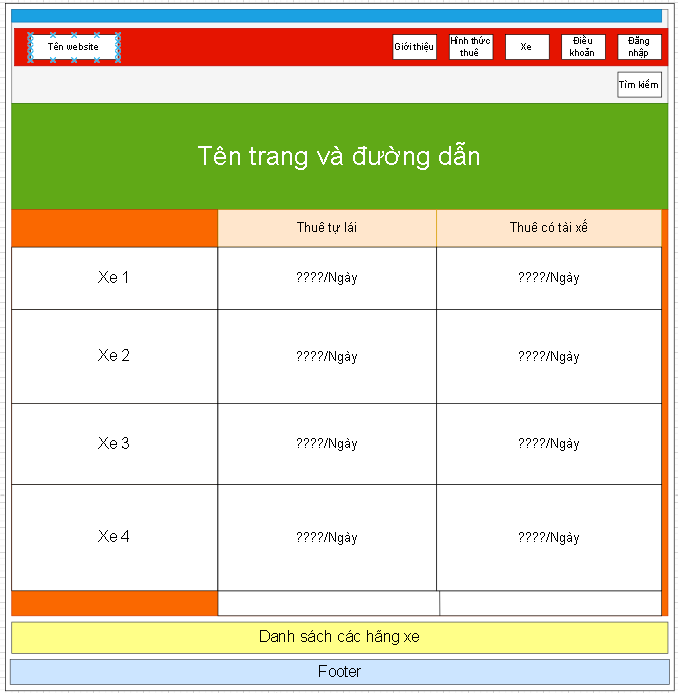 Tên website
Giới thiệu
Hình thức
thuê
Xe
Điều
khoản
Đăng
nhập
Tìm kiếm
Tên trang và đường dẫn
Thuê tự lái
Thuê có tài xế
Xe 1
????/Ngày
????/Ngày
Xe 2
????/Ngày
????/Ngày
Xe 3
????/Ngày
????/Ngày
Xe 4
????/Ngày
????/Ngày
Danh sách các hãng xe
Footer